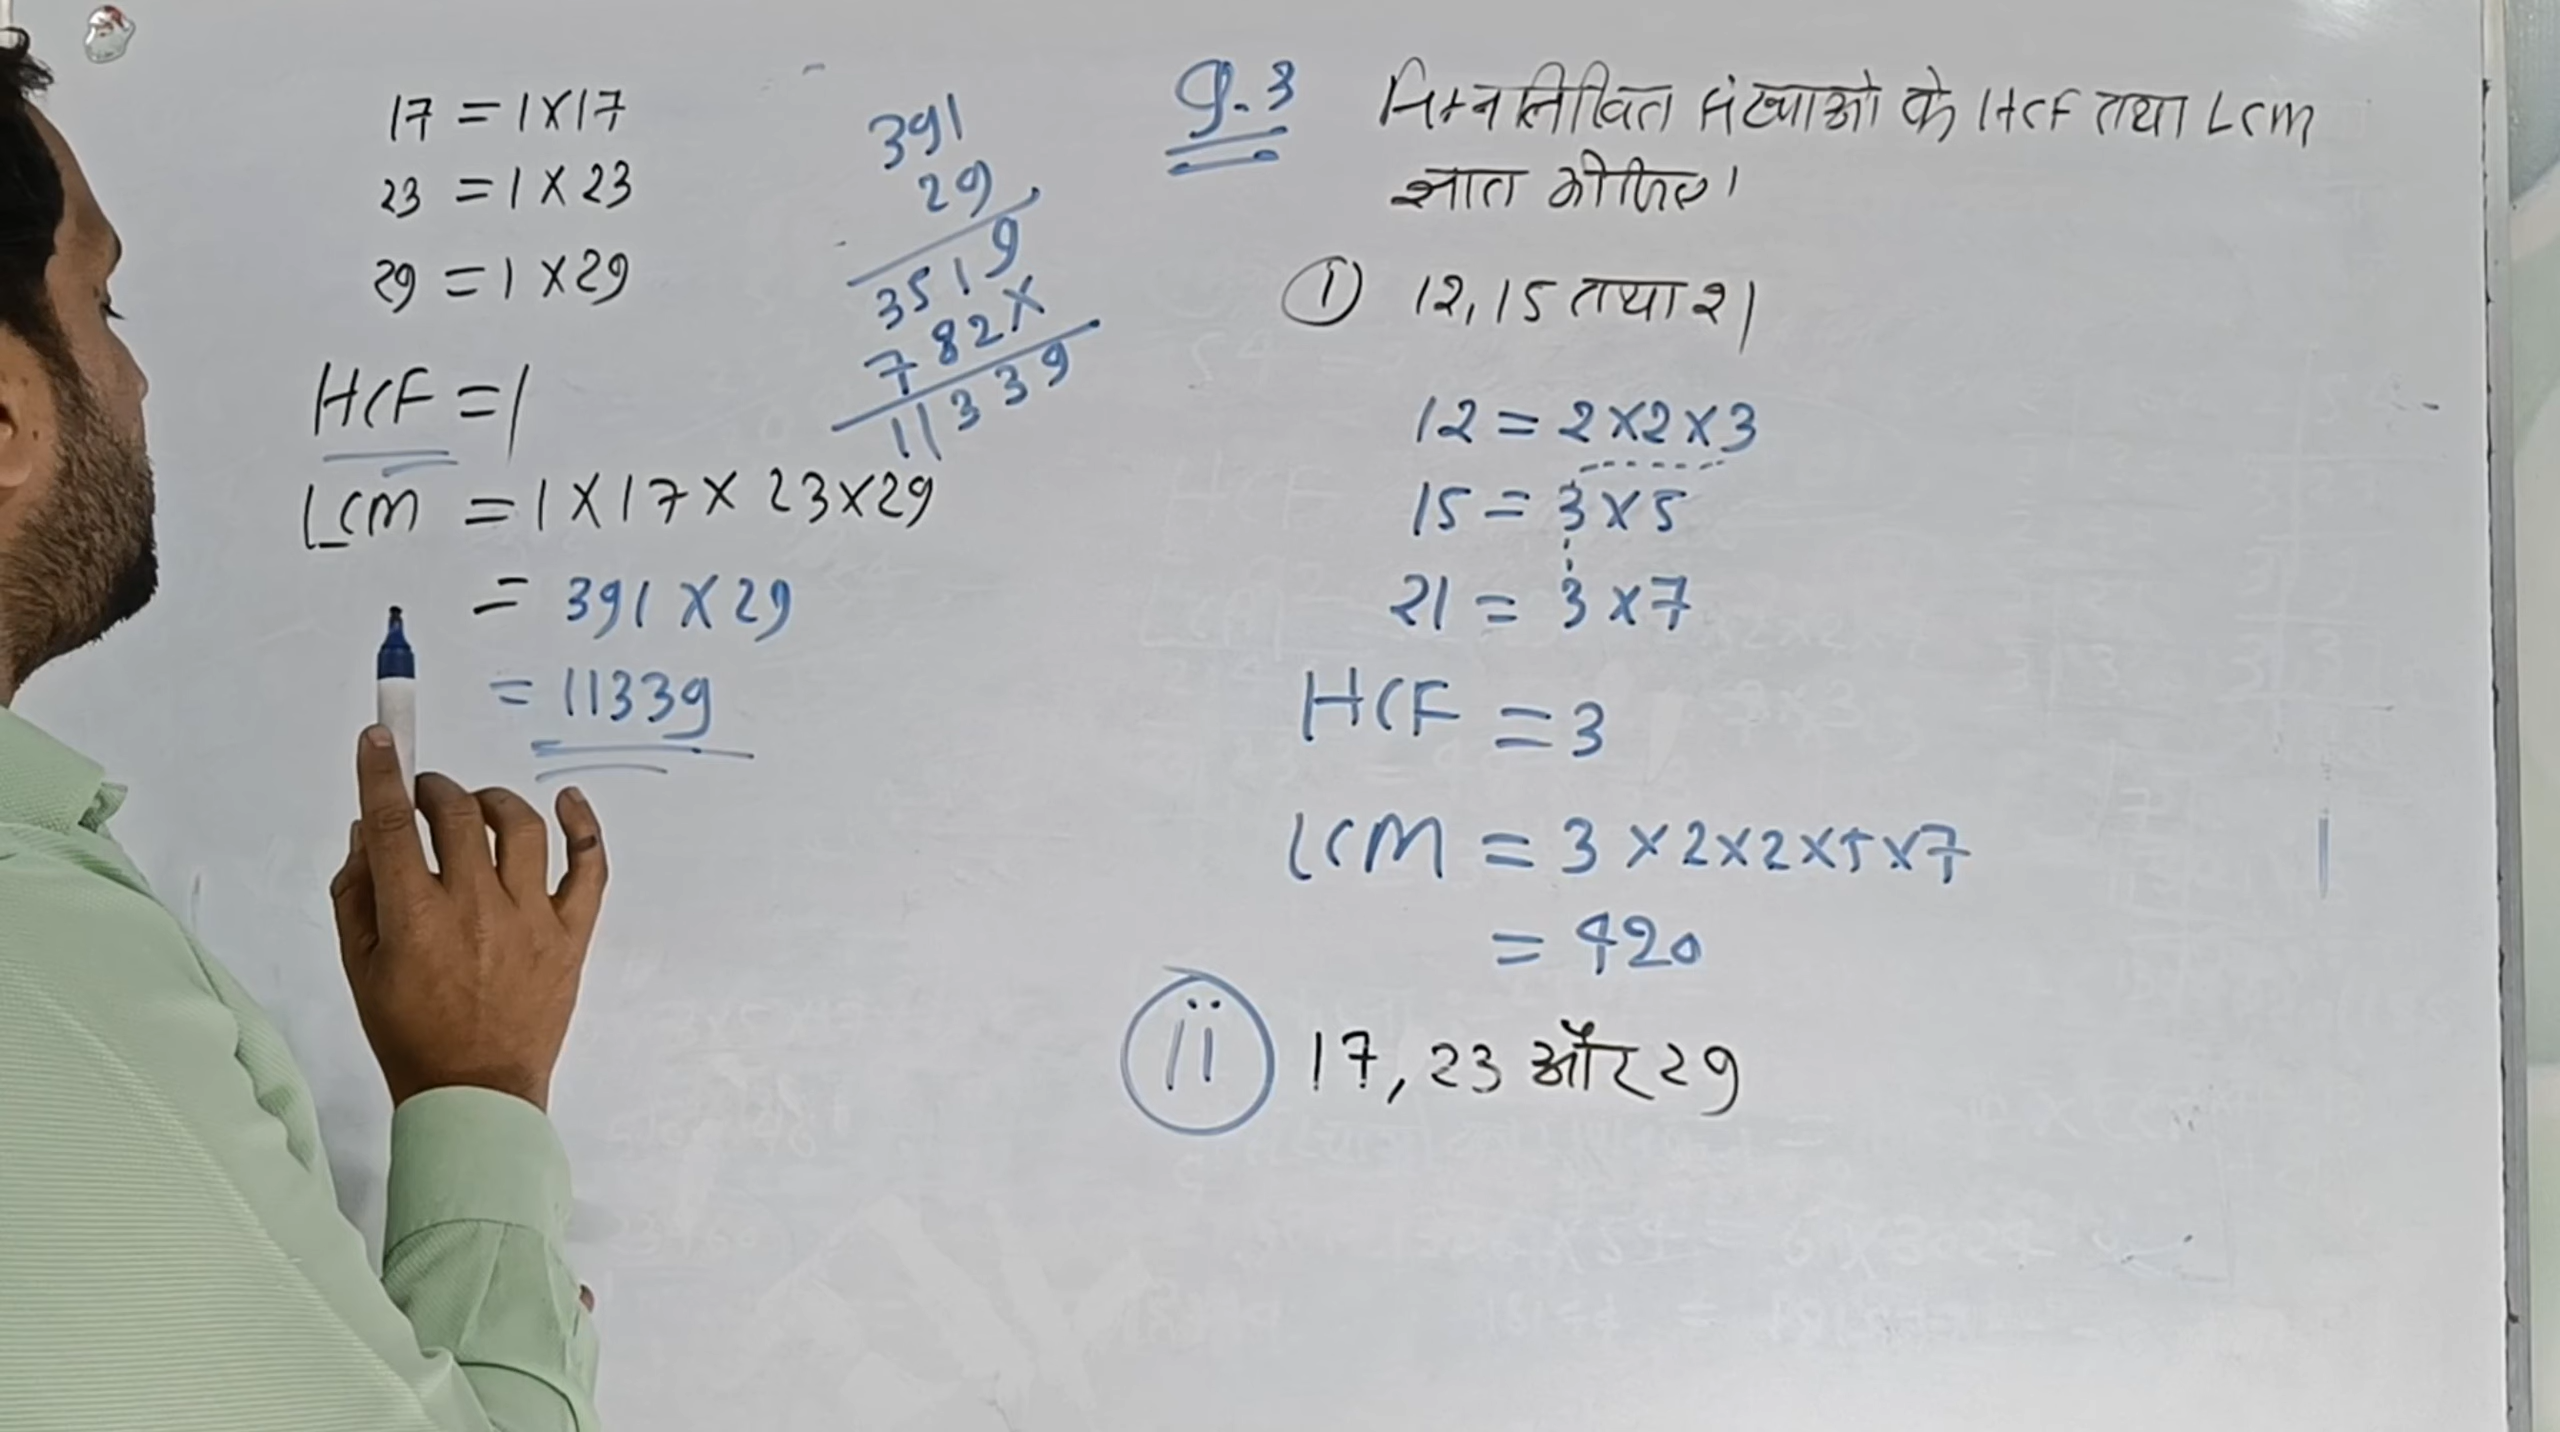 Q.3 निम्नलिखित संख्याओ के HCF तथा LCM
ज्ञात कीजिए।
① 12, 15 तथा 21
12 = 2×2×3
15 = 3×5
21 = 3×7
HCF = 3
LCM = 3×2×2×5×7
= 420
ii 17, 23 और 29
17 = 1×17
23 = 1×23
29 = 1×29
HCF = 1
LCM = 1×17×23×29
= 391×29
= 11339
391
29
3519
782×
11339